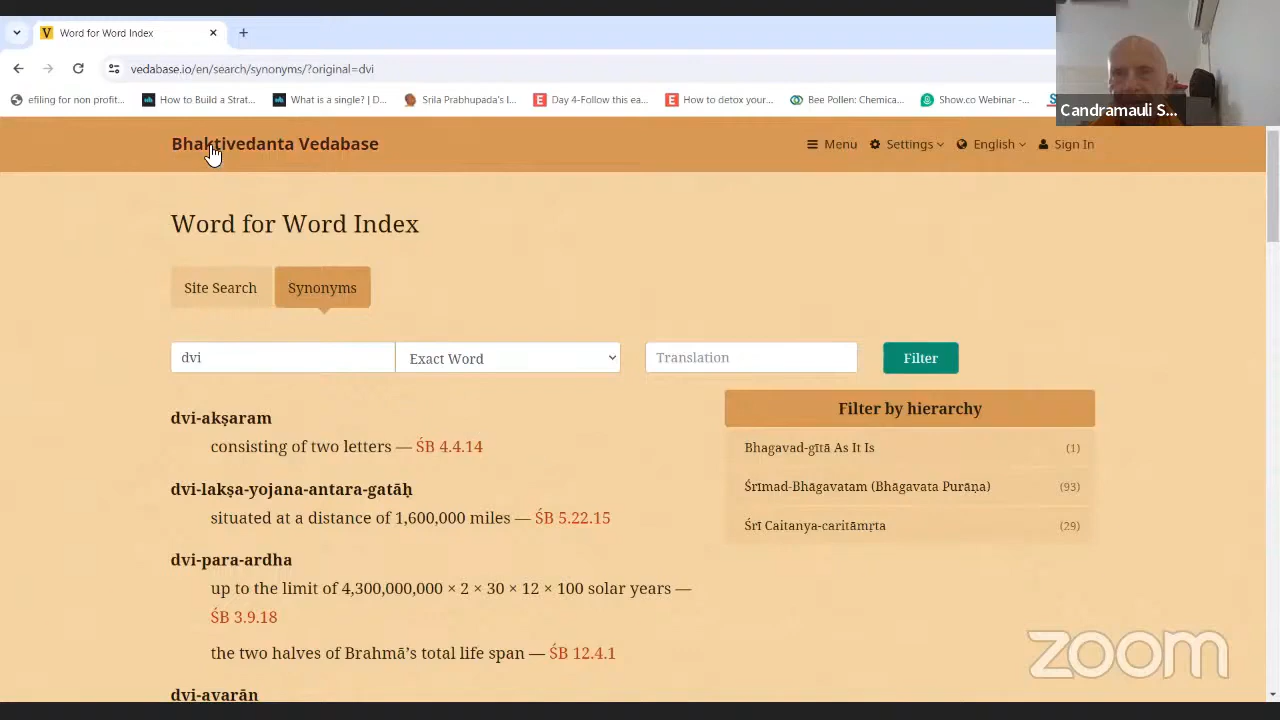 Word for Word Index
vedabase.io/en/search/synonyms/?original=dvi
efiling for non profit... How to Build a Strat... What is a single? | D... Srila Prabhupada's l... Day 4-Follow this ea... How to detox your... Bee Pollen: Chemica... Show.co Webinar -...
Candramauli S...
Bhaktivedanta Vedabase Menu Settings English Sign In
Word for Word Index
Site Search Synonyms
dvi Exact Word Translation Filter
dvi-akṣaram
consisting of two letters — ŚB 4.4.14
dvi-lakṣa-yojana-antara-gatāḥ
situated at a distance of 1,600,000 miles — ŚB 5.22.15
dvi-para-ardha
up to the limit of 4,300,000,000 × 2 × 30 × 12 × 100 solar years —
ŚB 3.9.18
the two halves of Brahmā’s total life span — ŚB 12.4.1
dvi-avarān
Filter by hierarchy
Bhagavad-gītā As It Is (1)
Śrīmad-Bhāgavatam (Bhāgavata Purāṇa) (93)
Śrī Caitanya-caritāmṛta (29)
zoom